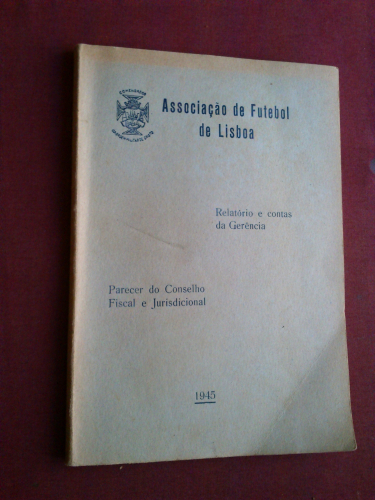 Associação de Futebol
de Lisboa
Relatório e contas
da Gerência
Parecer do Conselho
Fiscal e Jurisdicional
1945